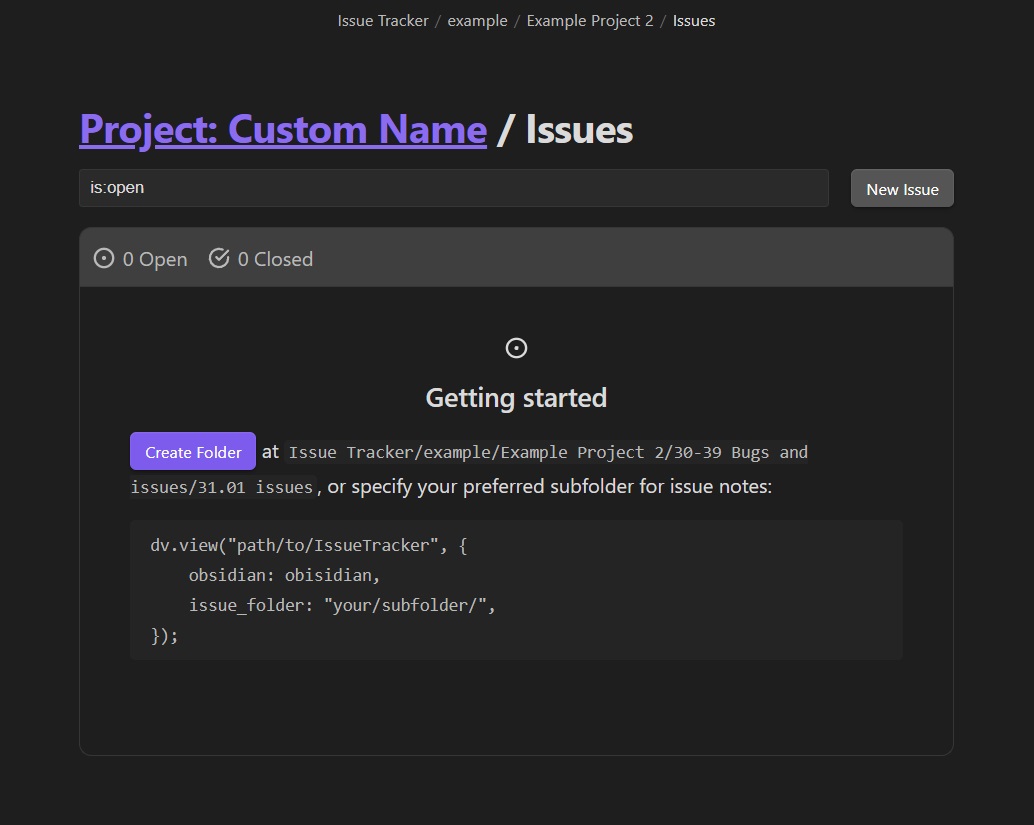 Issue Tracker / example / Example Project 2 / Issues
Project: Custom Name / Issues
is:open
New Issue
0 Open 0 Closed
Getting started
Create Folder at Issue Tracker/example/Example Project 2/30-39 Bugs and
issues/31.01 issues, or specify your preferred subfolder for issue notes:
dv.view("path/to/IssueTracker", {
    obsidian: obisidian,
    issue_folder: "your/subfolder/",
});